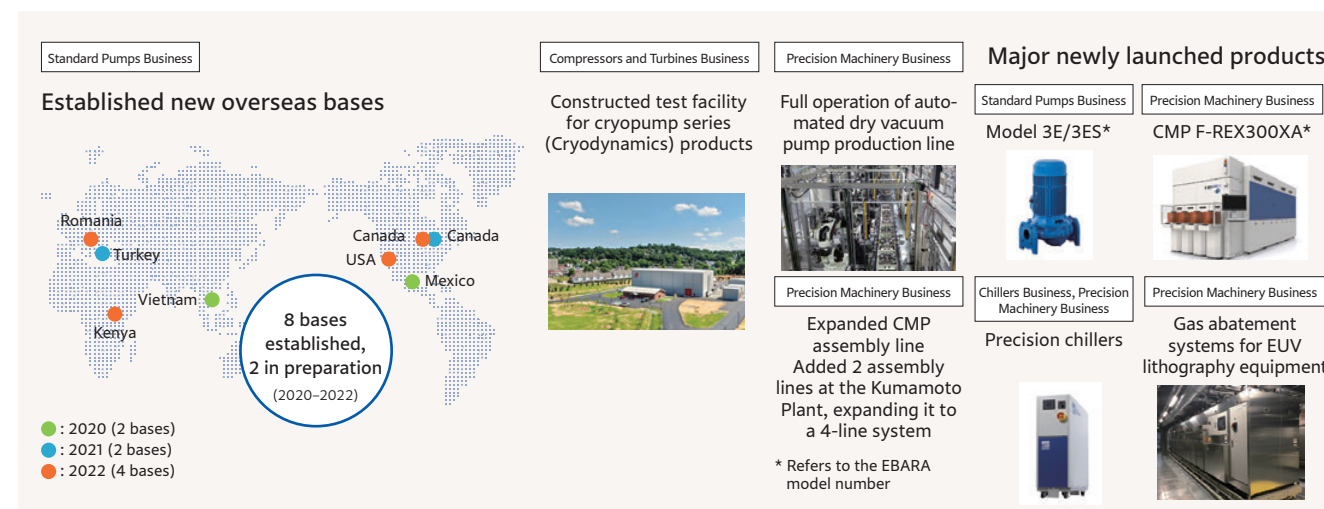 Standard Pumps Business
Established new overseas bases
Romania
Turkey
Vietnam
Kenya
Canada
Canada
USA
Mexico
8 bases
established,
2 in preparation
(2020–2022)
: 2020 (2 bases)
: 2021 (2 bases)
: 2022 (4 bases)
Compressors and Turbines Business
Constructed test facility
for cryopump series
(Cryodynamics) products
Precision Machinery Business
Full operation of auto-
mated dry vacuum
pump production line
Precision Machinery Business
Expanded CMP
assembly line
Added 2 assembly
lines at the Kumamoto
Plant, expanding it to
a 4-line system
* Refers to the EBARA
model number
Major newly launched products
Standard Pumps Business
Model 3E/3ES*
Precision Machinery Business
CMP F-REX300XA*
Chillers Business, Precision
Machinery Business
Precision chillers
Precision Machinery Business
Gas abatement
systems for EUV
lithography equipment